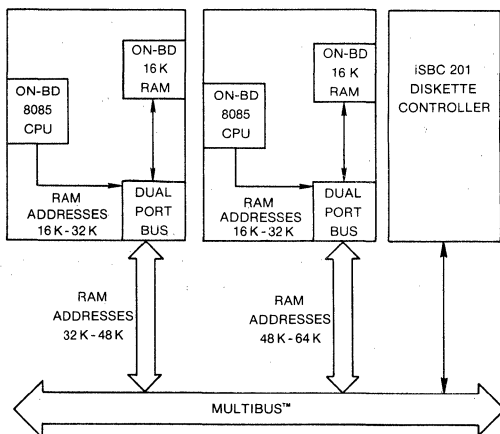 ON-BD
16 K
RAM
ON-BD
8085
CPU
RAM
ADDRESSES
16 K - 32 K
DUAL
PORT
BUS
RAM
ADDRESSES
32 K - 48 K
ON-BD
16 K
RAM
ON-BD
8085
CPU
RAM
ADDRESSES
16 K - 32 K
DUAL
PORT
BUS
RAM
ADDRESSES
48 K - 64 K
iSBC 201
DISKETTE
CONTROLLER
MULTIBUS™